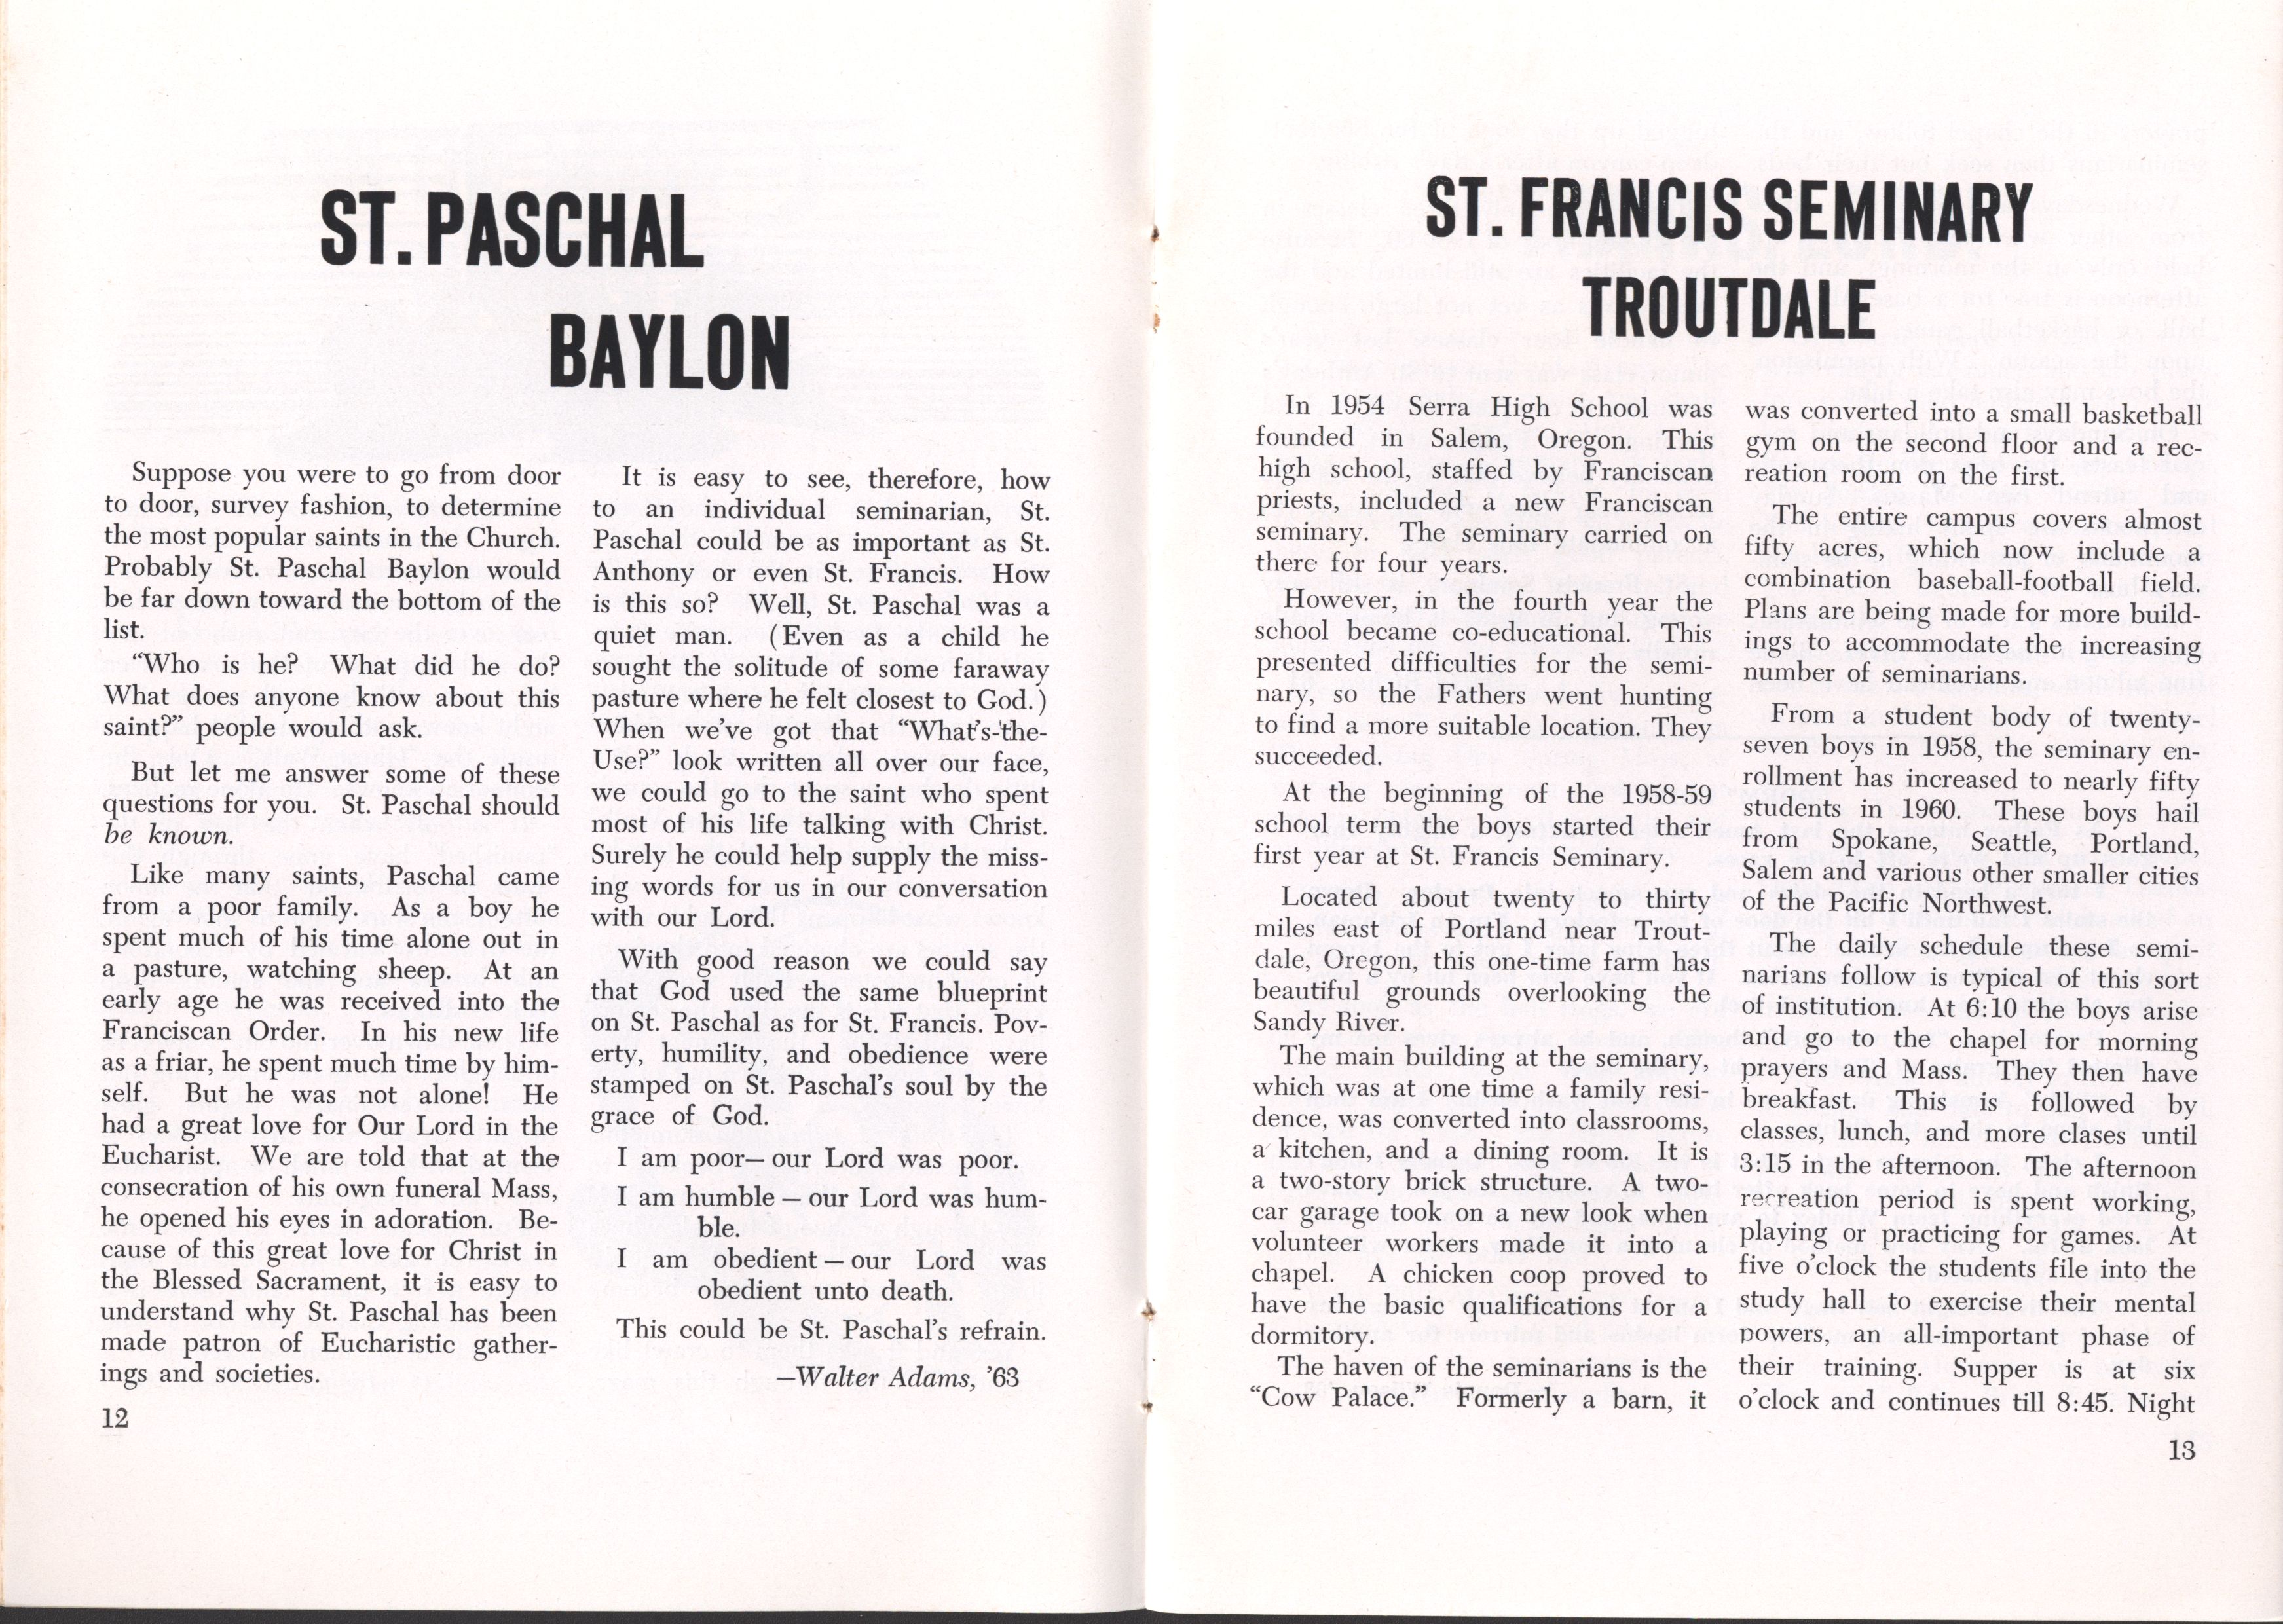 ST. PASCHAL
BAYLON
Suppose you were to go from door
to door, survey fashion, to determine
the most popular saints in the Church.
Probably St. Paschal Baylon would
be far down toward the bottom of the
list.
“Who is he? What did he do?
What does anyone know about this
saint?” people would ask.
But let me answer some of these
questions for you. St. Paschal should
be known.
Like many saints, Paschal came
from a poor family. As a boy he
spent much of his time alone out in
a pasture, watching sheep. At an
early age he was received into the
Franciscan Order. In his new life
as a friar, he spent much time by him-
self. But he was not alone! He
had a great love for Our Lord in the
Eucharist. We are told that at the
consecration of his own funeral Mass,
he opened his eyes in adoration. Be-
cause of this great love for Christ in
the Blessed Sacrament, it is easy to
understand why St. Paschal has been
made patron of Eucharistic gather-
ings and societies.
12
It is easy to see, therefore, how
to an individual seminarian, St.
Paschal could be as important as St.
Anthony or even St. Francis. How
is this so? Well, St. Paschal was a
quiet man. (Even as a child he
sought the solitude of some faraway
pasture where he felt closest to God.)
When we’ve got that “What’s-the-
Use?” look written all over our face,
we could go to the saint who spent
most of his life talking with Christ.
Surely he could help supply the miss-
ing words for us in our conversation
with our Lord.
With good reason we could say
that God used the same blueprint
on St. Paschal as for St. Francis. Pov-
erty, humility, and obedience were
stamped on St. Paschal’s soul by the
grace of God.
I am poor— our Lord was poor.
I am humble — our Lord was hum-
ble.
I am obedient — our Lord was
obedient unto death.
This could be St. Paschal’s refrain.
—Walter Adams, ’63
ST. FRANCIS SEMINARY
TROUTDALE
In 1954 Serra High School was
founded in Salem, Oregon. This
high school, staffed by Franciscan
priests, included a new Franciscan
seminary. The seminary carried on
there for four years.
However, in the fourth year the
school became co-educational. This
presented difficulties for the semi-
nary, so the Fathers went hunting
to find a more suitable location. They
succeeded.
At the beginning of the 1958-59
school term the boys started their
first year at St. Francis Seminary.
Located about twenty to thirty
miles east of Portland near Trout-
dale, Oregon, this one-time farm has
beautiful grounds overlooking the
Sandy River.
The main building at the seminary,
which was at one time a family resi-
dence, was converted into classrooms,
a kitchen, and a dining room. It is
a two-story brick structure. A two-
car garage took on a new look when
volunteer workers made it into a
chapel. A chicken coop proved to
have the basic qualifications for a
dormitory.
The haven of the seminarians is the
“Cow Palace.” Formerly a barn, it
was converted into a small basketball
gym on the second floor and a rec-
reation room on the first.
The entire campus covers almost
fifty acres, which now include a
combination baseball-football field.
Plans are being made for more build-
ings to accommodate the increasing
number of seminarians.
From a student body of twenty-
seven boys in 1958, the seminary en-
rollment has increased to nearly fifty
students in 1960. These boys hail
from Spokane, Seattle, Portland,
Salem and various other smaller cities
of the Pacific Northwest.
The daily schedule these semi-
narians follow is typical of this sort
of institution. At 6:10 the boys arise
and go to the chapel for morning
prayers and Mass. They then have
breakfast. This is followed by
classes, lunch, and more clases until
3:15 in the afternoon. The afternoon
recreation period is spent working,
playing or practicing for games. At
five o’clock the students file into the
study hall to exercise their mental
powers, an all-important phase of
their training. Supper is at six
o’clock and continues till 8:45. Night
13